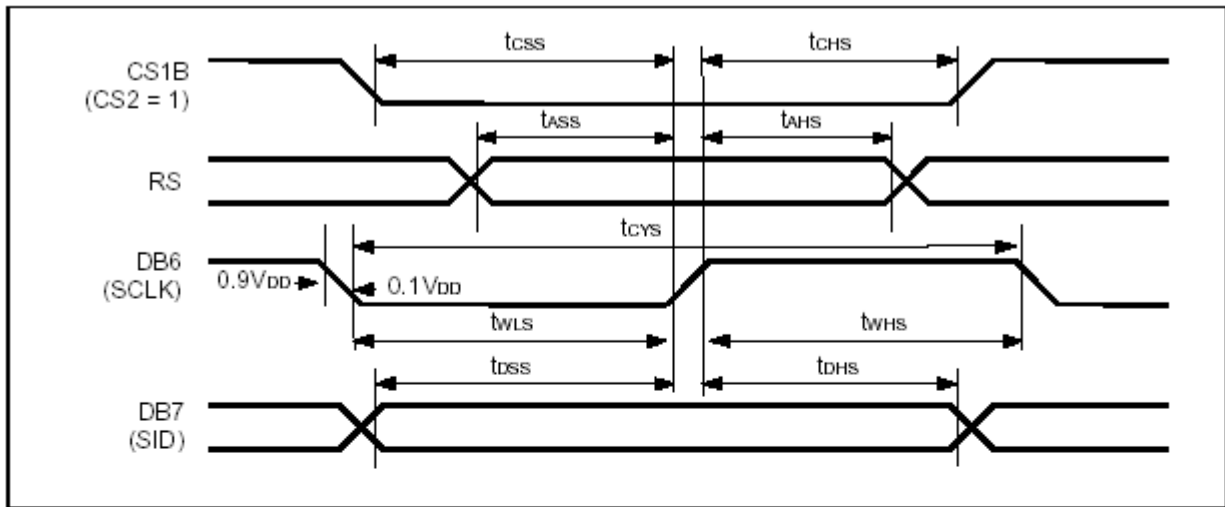 tCSS tCHS
CS1B
(CS2 = 1)
tASS tAHS
RS
tCYS
DB6
(SCLK)
0.9VDD 0.1VDD
tWLS tWHS
tDSS tDHS
DB7
(SID)